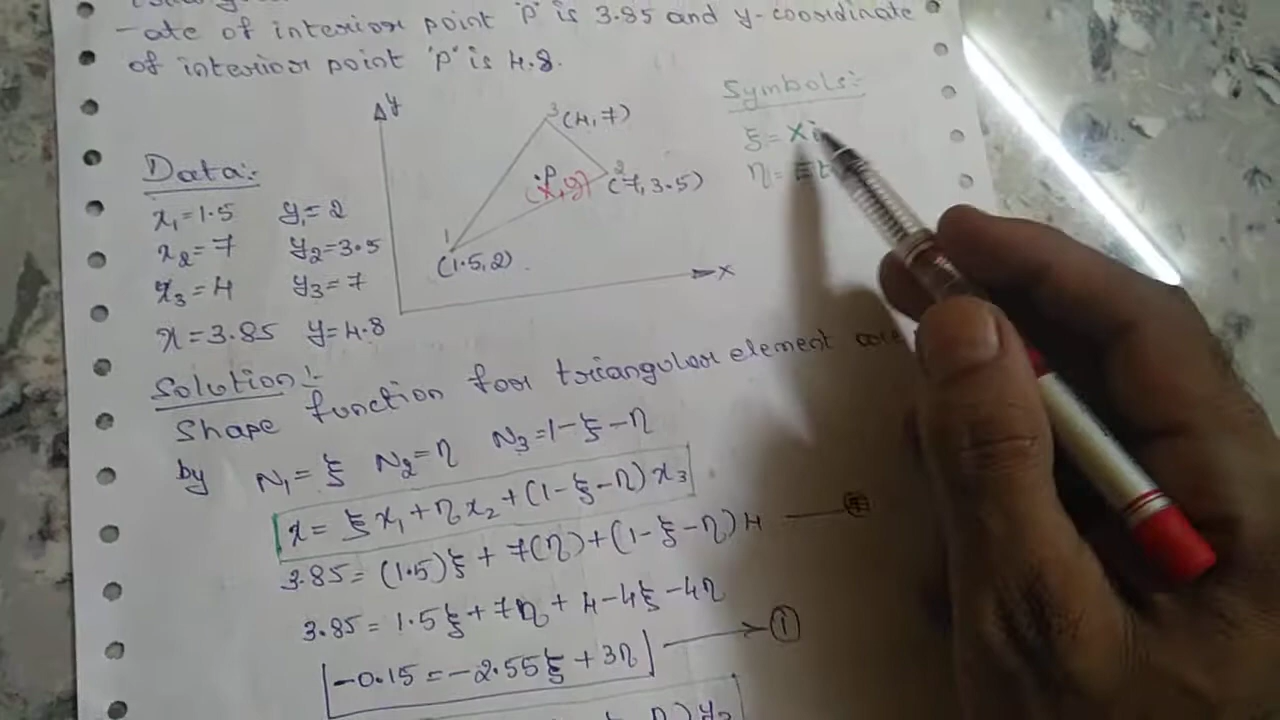 -ate of interior point 'P' is 3.85 and y-coordinate
of interior point 'P' is 4.8.
Symbols:-
ξ = Xi
η =
y
3 (4,7)
.P
(x,y)
2
(7,3.5)
1
(1.5,2)
x
Data:-
x₁=1.5 y₁=2
x₂=7 y₂=3.5
x₃=4 y₃=7
x=3.85 y=4.8
Solution:-
Shape function for triangular element are
by N₁=ξ N₂=η N₃=1-ξ-η
x = ξx₁+ηx₂+(1-ξ-η)x₃
3.85=(1.5)ξ+7(η)+(1-ξ-η)4
3.85=1.5ξ+7η+4-4ξ-4η
-0.15=-2.55ξ+3η → ①
η)y₃